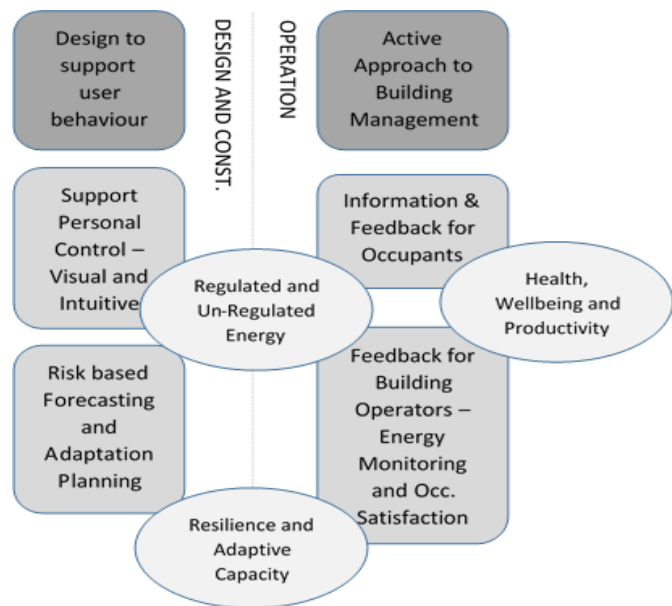 Design to
support
user
behaviour
DESIGN AND CONST.
OPERATION
Active
Approach to
Building
Management
Support
Personal
Control –
Visual and
Intuitive
Information &
Feedback for
Occupants
Regulated and
Un-Regulated
Energy
Health,
Wellbeing and
Productivity
Risk based
Forecasting
and
Adaptation
Planning
Feedback for
Building
Operators –
Energy
Monitoring
and Occ.
Satisfaction
Resilience and
Adaptive
Capacity